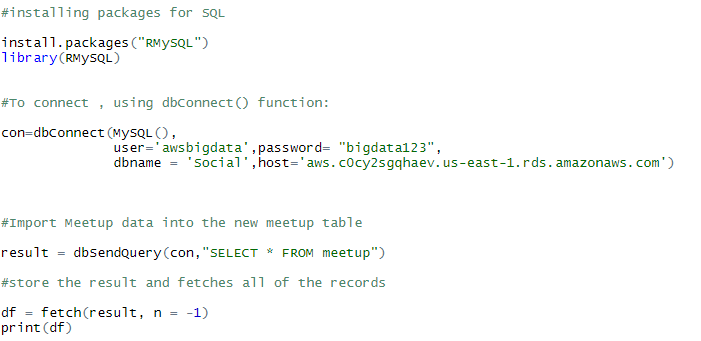 #installing packages for SQL
install.packages("RMySQL")
library(RMySQL)
#To connect , using dbConnect() function:
con=dbConnect(MySQL(),
user='awsbigdata',password= "bigdata123",
dbname = 'Social',host='aws.c0cy2sgqhaev.us-east-1.rds.amazonaws.com')
#Import Meetup data into the new meetup table
result = dbSendQuery(con,"SELECT * FROM meetup")
#store the result and fetches all of the records
df = fetch(result, n = -1)
print(df)